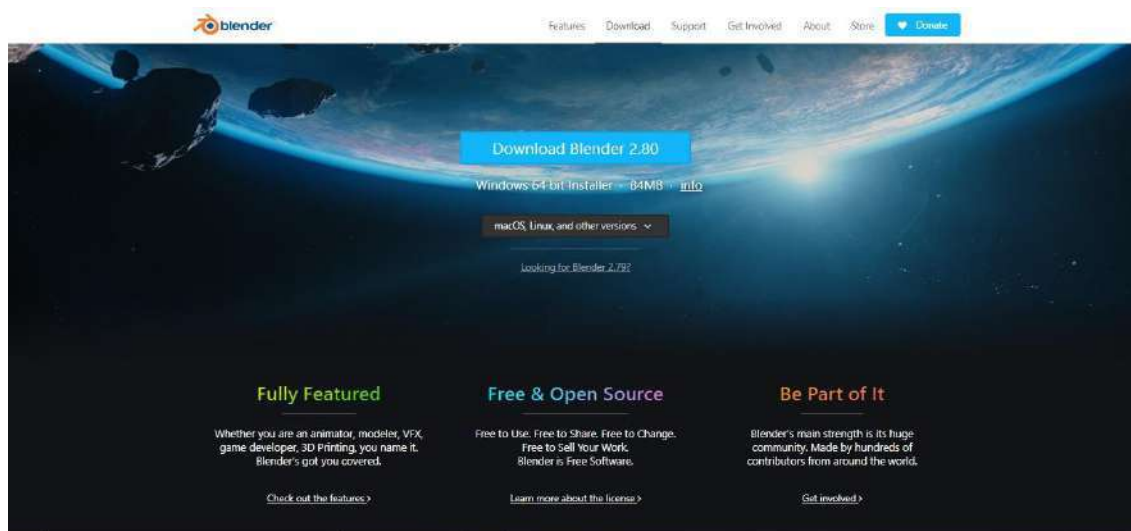 blender
Features Download Support Get Involved About Store Donate
Download Blender 2.80
Windows 64 bit Installer · 84MB · info
macOS, Linux, and other versions
Looking for Blender 2.79?
Fully Featured
Whether you are an animator, modeler, VFX,
game developer, 3D Printing, you name it.
Blender's got you covered.
Check out the features >
Free & Open Source
Free to Use. Free to Share. Free to Change.
Free to Sell Your Work.
Blender is Free Software.
Learn more about the license >
Be Part of It
Blender's main strength is its huge
community. Made by hundreds of
contributors from around the world.
Get involved >